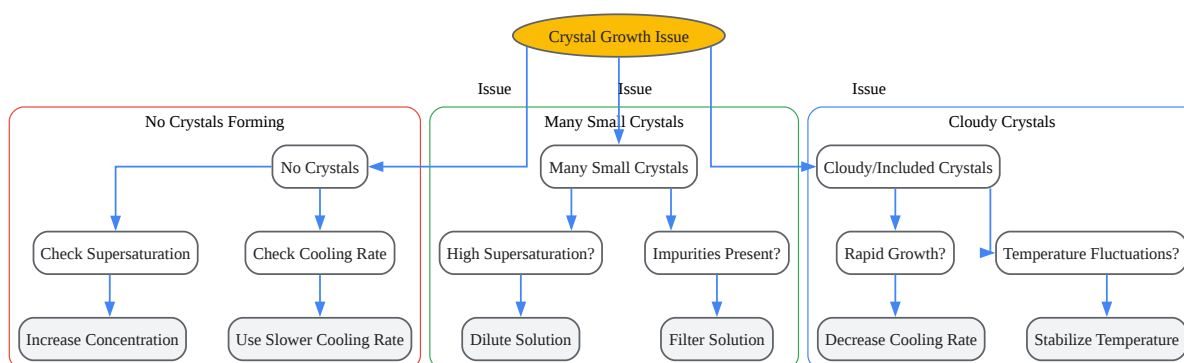 Crystal Growth Issue
Issue
Issue
Issue
No Crystals Forming
Many Small Crystals
Cloudy Crystals
No Crystals
Many Small Crystals
Cloudy/Included Crystals
Check Supersaturation
Check Cooling Rate
High Supersaturation?
Impurities Present?
Rapid Growth?
Temperature Fluctuations?
Increase Concentration
Use Slower Cooling Rate
Dilute Solution
Filter Solution
Decrease Cooling Rate
Stabilize Temperature